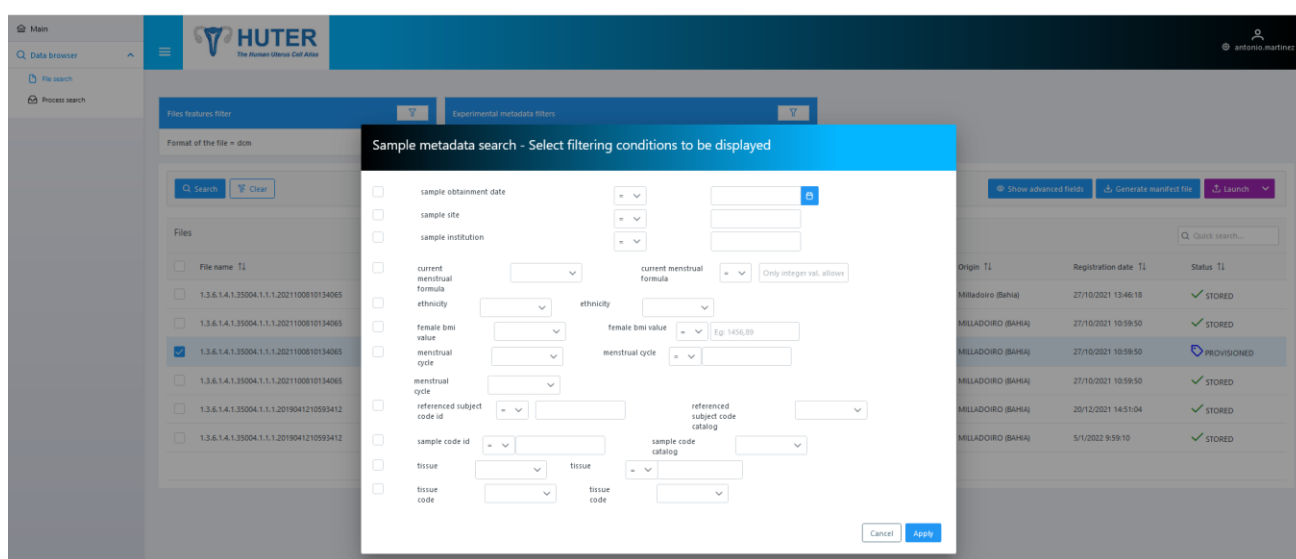 Main
Data browser
File search
Process search
HUTER
The Human Uterus Cell Atlas
antonio.martinez
Files features filter
Experimental metadata filters
Format of the file = dcm
Search
Clear
Show advanced fields
Generate manifest file
Launch
Files
Quick search...
File name
Origin
Registration date
Status
1.3.6.1.4.1.35004.1.1.1.2021100810134065
Milladoiro (Bahia)
27/10/2021 13:46:18
STORED
1.3.6.1.4.1.35004.1.1.1.2021100810134065
MILLADOIRO (BAHIA)
27/10/2021 10:59:50
STORED
1.3.6.1.4.1.35004.1.1.1.2021100810134065
MILLADOIRO (BAHIA)
27/10/2021 10:59:50
PROVISIONED
1.3.6.1.4.1.35004.1.1.1.2021100810134065
MILLADOIRO (BAHIA)
27/10/2021 10:59:50
STORED
1.3.6.1.4.1.35004.1.1.1.2019041210593412
MILLADOIRO (BAHIA)
20/12/2021 14:51:04
STORED
1.3.6.1.4.1.35004.1.1.1.2019041210593412
MILLADOIRO (BAHIA)
5/1/2022 9:59:10
STORED
Sample metadata search - Select filtering conditions to be displayed
sample obtainment date
=
sample site
=
sample institution
=
current
menstrual
formula
current menstrual
formula
=
Only integer val. allowe
ethnicity
ethnicity
female bmi
value
female bmi value
=
Eg: 1456,89
menstrual
cycle
menstrual cycle
=
menstrual
cycle
referenced subject
code id
=
referenced
subject code
catalog
sample code id
=
sample code
catalog
tissue
tissue
=
tissue
code
tissue
code
Cancel
Apply